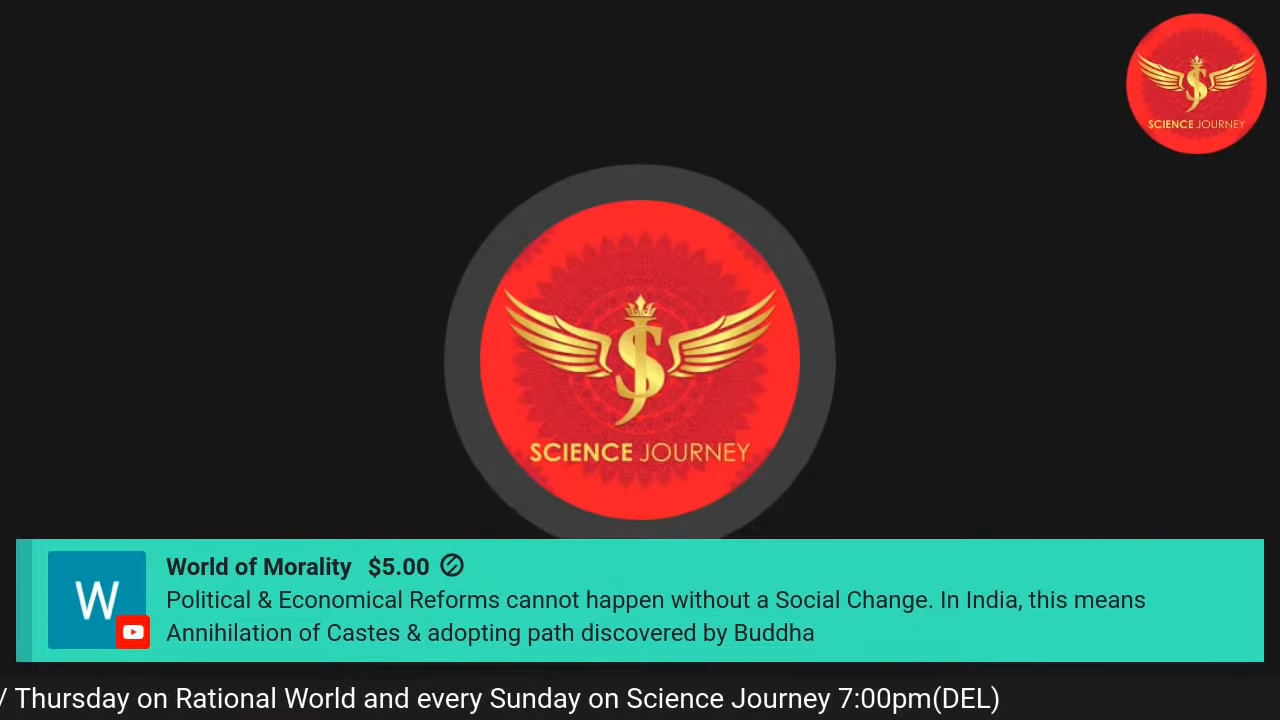 SCIENCE JOURNEY
SCIENCE JOURNEY
World of Morality $5.00
W
Political & Economical Reforms cannot happen without a Social Change. In India, this means
Annihilation of Castes & adopting path discovered by Buddha
/ Thursday on Rational World and every Sunday on Science Journey 7:00pm(DEL)